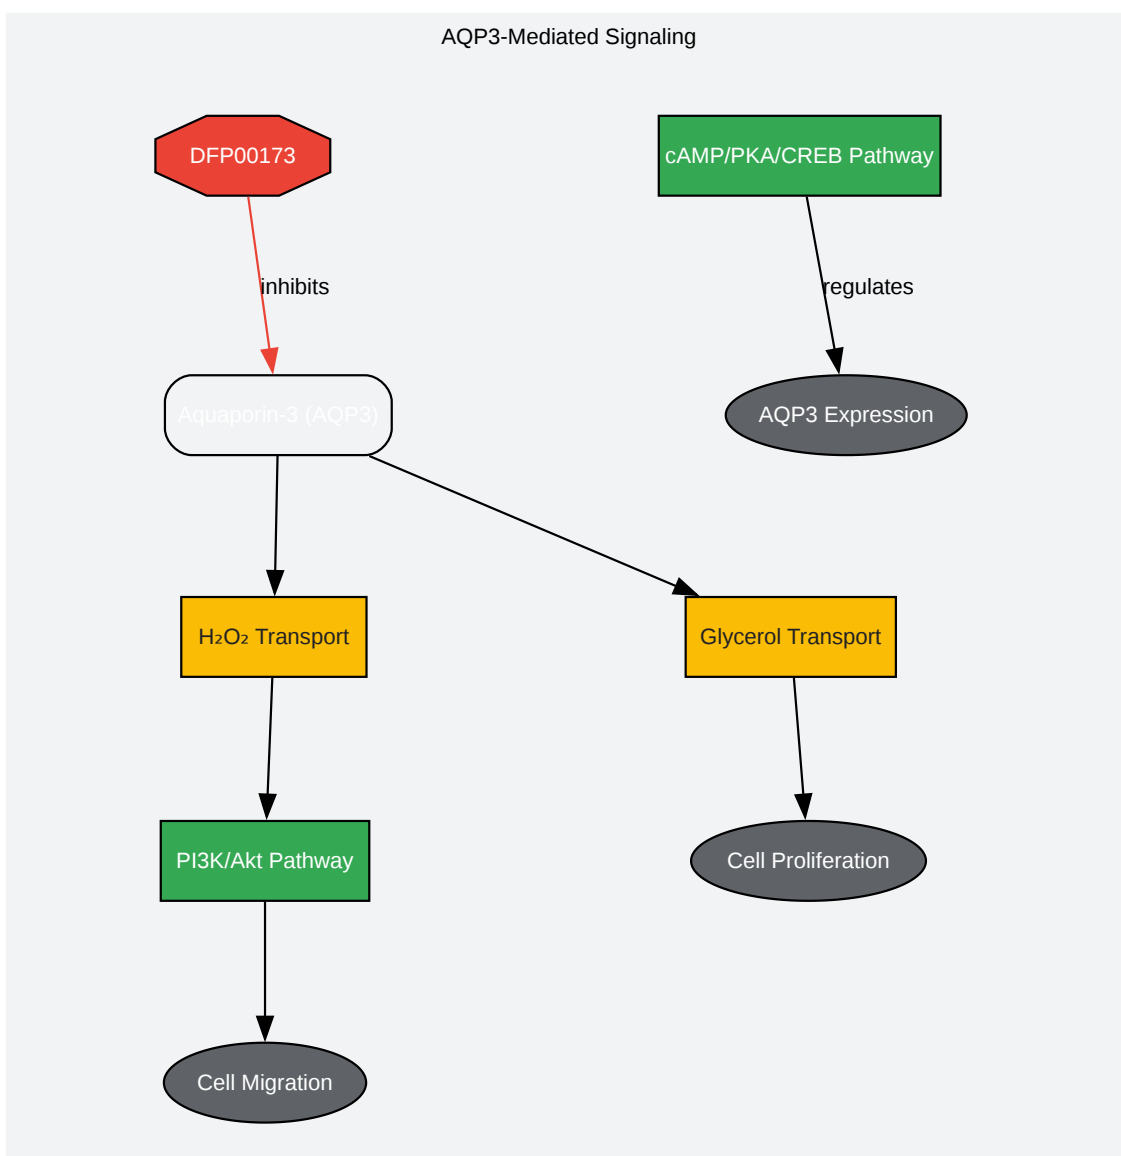 AQP3-Mediated Signaling
DFP00173
cAMP/PKA/CREB Pathway
inhibits
regulates
Aquaporin-3 (AQP3)
AQP3 Expression
H₂O₂ Transport
Glycerol Transport
PI3K/Akt Pathway
Cell Proliferation
Cell Migration